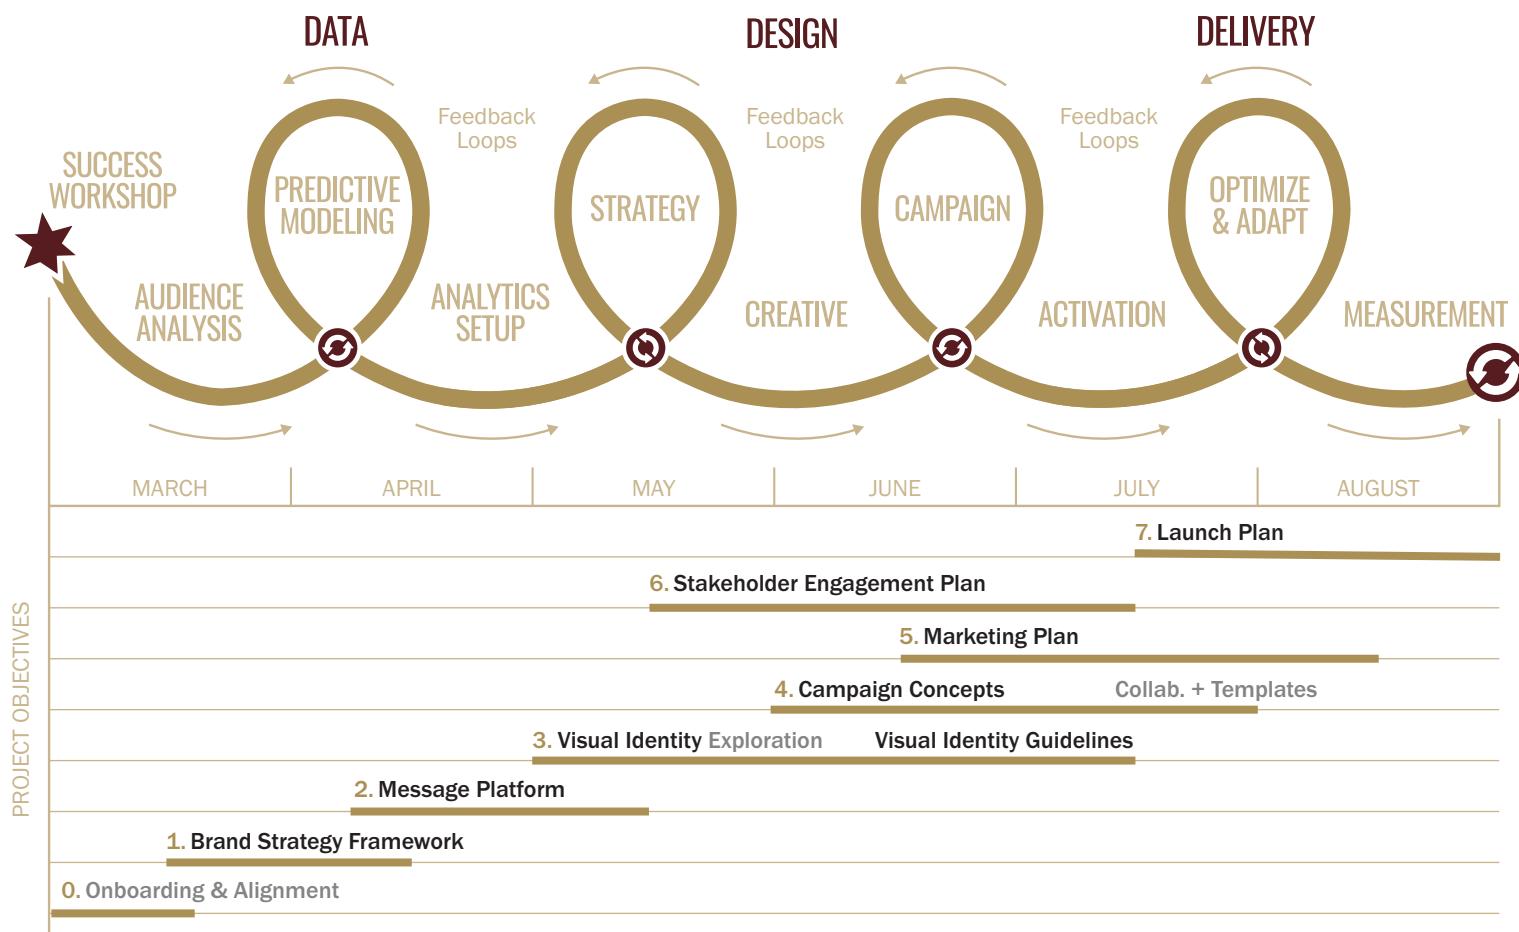 DATA
DESIGN
DELIVERY
Feedback
Loops
Feedback
Loops
Feedback
Loops
SUCCESS
WORKSHOP
PREDICTIVE
MODELING
STRATEGY
CAMPAIGN
OPTIMIZE
& ADAPT
AUDIENCE
ANALYSIS
ANALYTICS
SETUP
CREATIVE
ACTIVATION
MEASUREMENT
MARCH
APRIL
MAY
JUNE
JULY
AUGUST
PROJECT OBJECTIVES
7. Launch Plan
6. Stakeholder Engagement Plan
5. Marketing Plan
4. Campaign Concepts
Collab. + Templates
3. Visual Identity Exploration
Visual Identity Guidelines
2. Message Platform
1. Brand Strategy Framework
0. Onboarding & Alignment